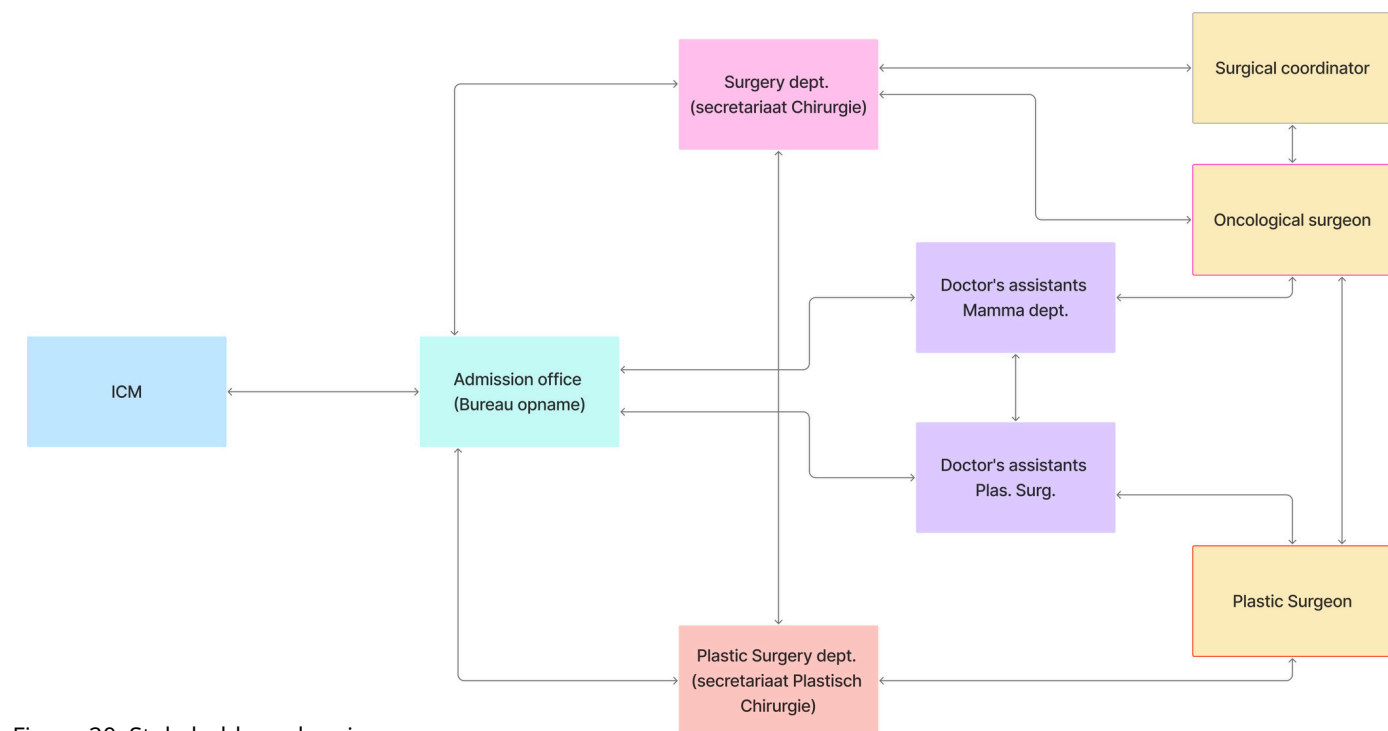 Surgical coordinator
Surgery dept.
(secretariaat Chirurgie)
Oncological surgeon
Doctor's assistants
Mamma dept.
ICM
Admission office
(Bureau opname)
Doctor's assistants
Plas. Surg.
Plastic Surgeon
Plastic Surgery dept.
(secretariaat Plastisch
Chirurgie)